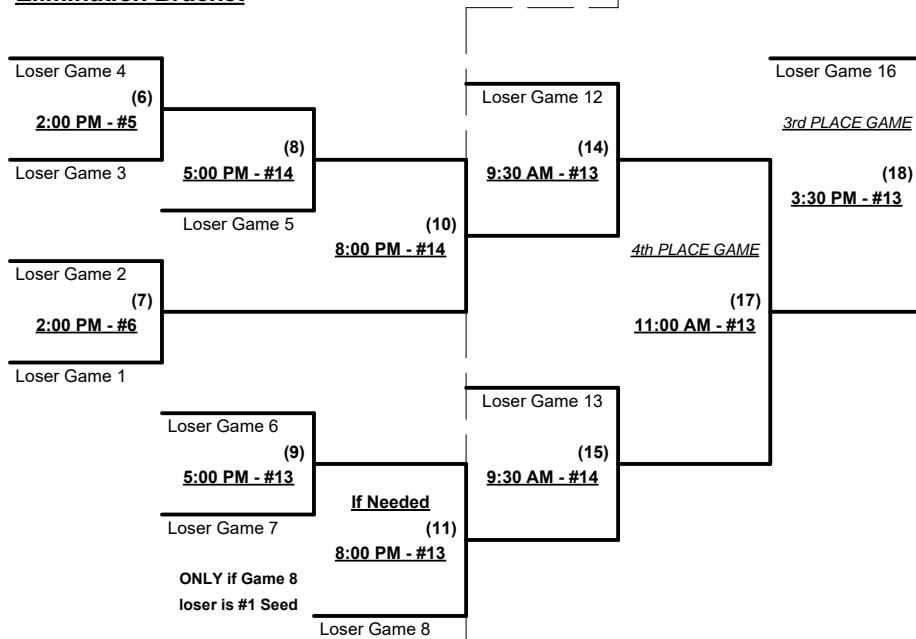 Elimination Bracket
Loser Game 4
(6)
2:00 PM - #5
Loser Game 3
(8)
5:00 PM - #14
Loser Game 5
(10)
8:00 PM - #14
Loser Game 2
(7)
2:00 PM - #6
Loser Game 1
Loser Game 12
(14)
9:30 AM - #13
Loser Game 16
3rd PLACE GAME
(18)
3:30 PM - #13
4th PLACE GAME
(17)
11:00 AM - #13
Loser Game 6
(9)
5:00 PM - #13
Loser Game 7
Loser Game 13
(15)
9:30 AM - #14
If Needed
(11)
8:00 PM - #13
ONLY if Game 8
loser is #1 Seed
Loser Game 8